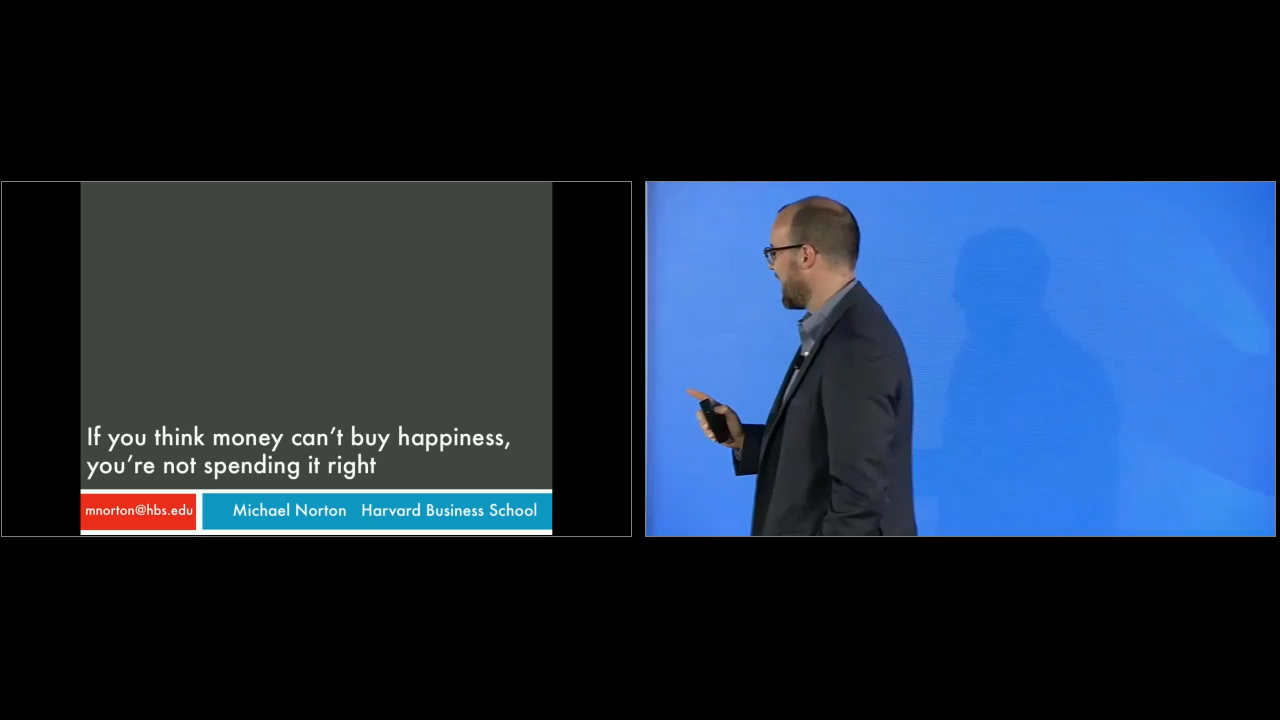 If you think money can’t buy happiness,
you’re not spending it right
mnorton@hbs.edu
Michael Norton Harvard Business School